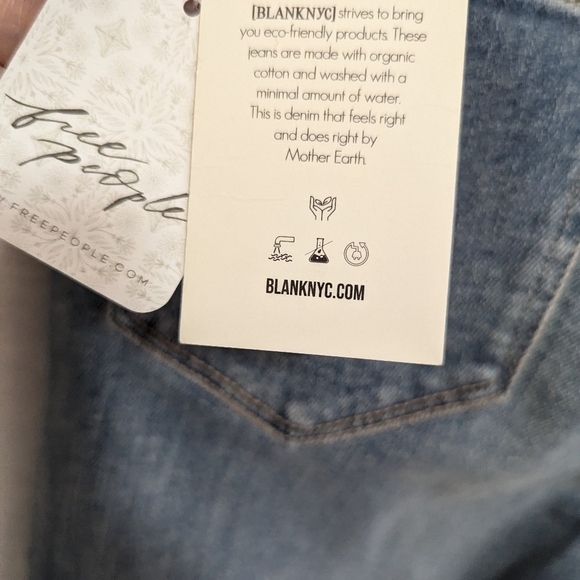 [BLANKNYC] strives to bring
you eco-friendly products. These
jeans are made with organic
cotton and washed with a
minimal amount of water.
This is denim that feels right
and does right by
Mother Earth.
BLANKNYC.COM
free
people
FREEPEOPLE.COM